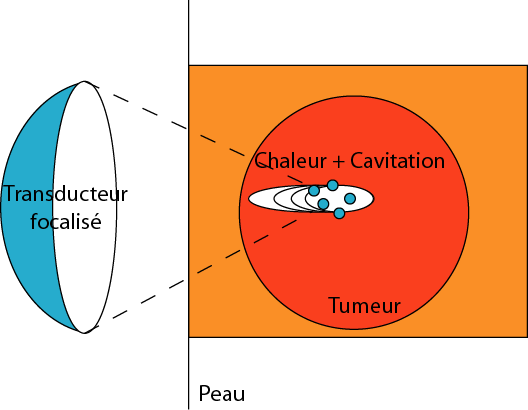 Chaleur + Cavitation
Transducteur
focalisé
Tumeur
Peau